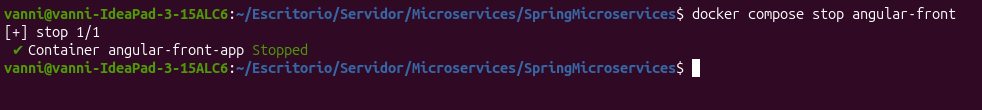 vanni@vanni-IdeaPad-3-15ALC6:~/Escritorio/Servidor/Microservices/SpringMicroservices$ docker compose stop angular-front
[+] stop 1/1
✔ Container angular-front-app Stopped
vanni@vanni-IdeaPad-3-15ALC6:~/Escritorio/Servidor/Microservices/SpringMicroservices$